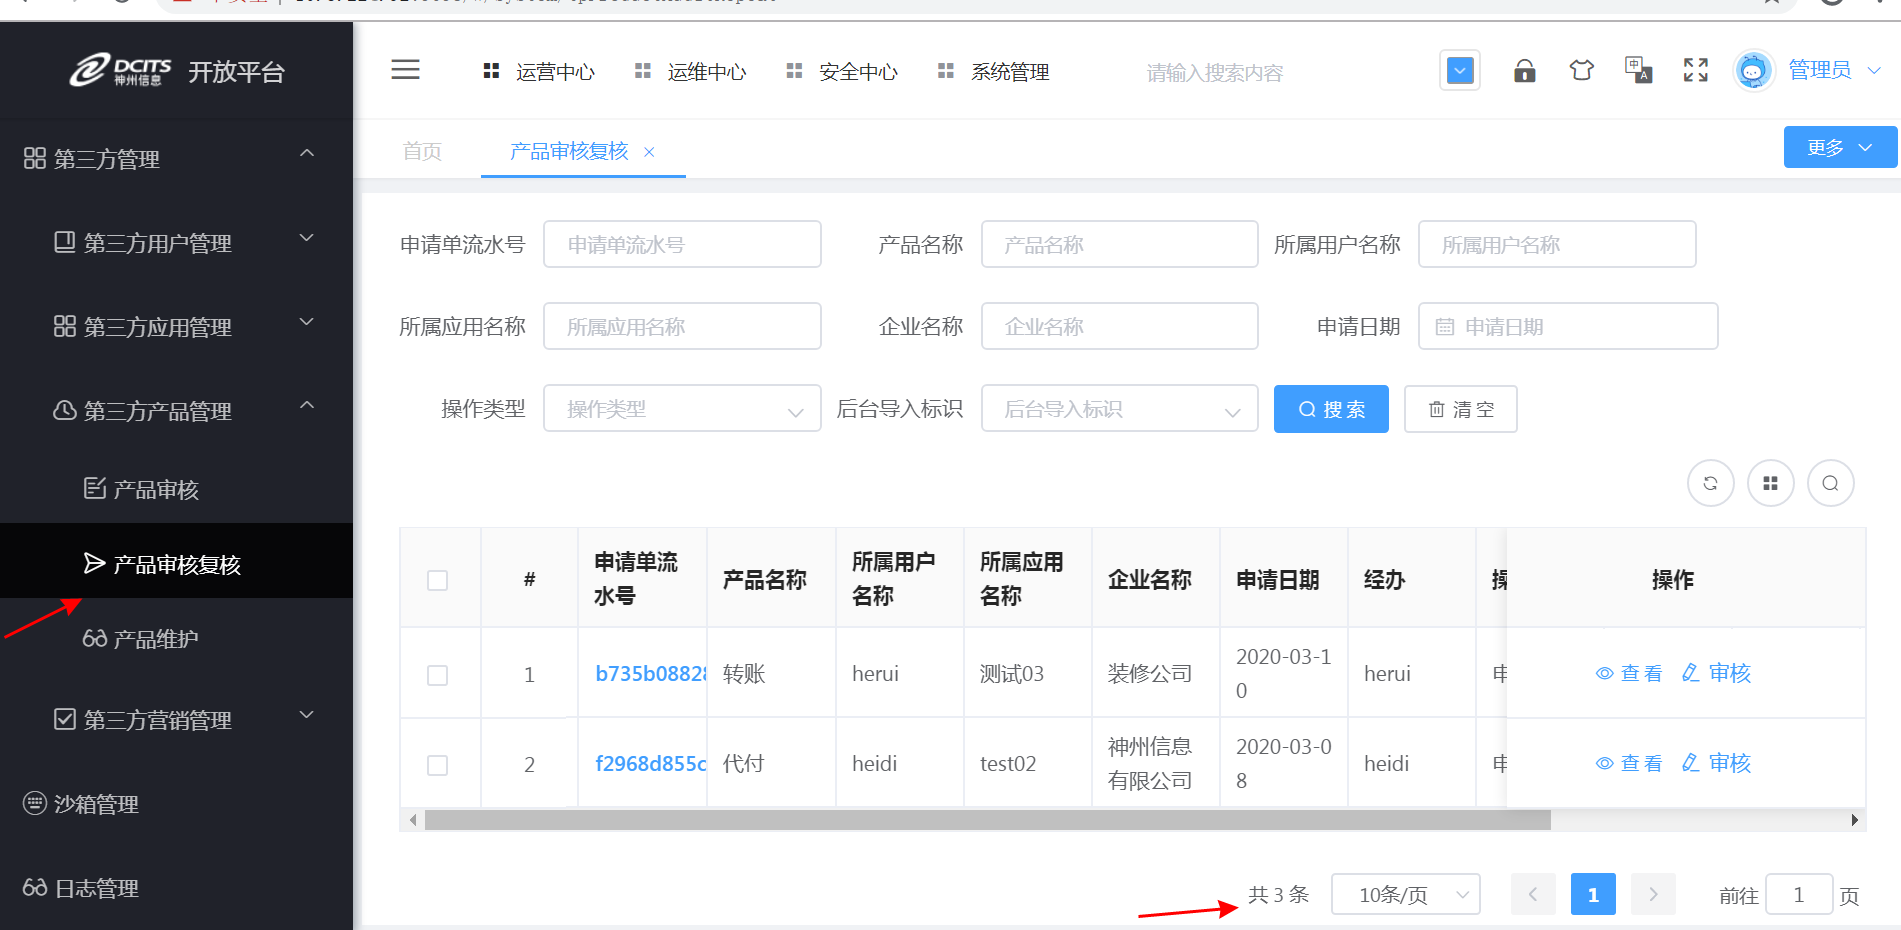 DCITS
神州信息
开放平台
运营中心
运维中心
安全中心
系统管理
请输入搜索内容
中
A
管理员
首页
产品审核复核 ×
更多
第三方管理
第三方用户管理
第三方应用管理
第三方产品管理
产品审核
产品审核复核
产品维护
第三方营销管理
沙箱管理
日志管理
申请单流水号 申请单流水号 产品名称 产品名称 所属用户名称 所属用户名称
所属应用名称 所属应用名称 企业名称 企业名称 申请日期 申请日期
操作类型 操作类型 后台导入标识 后台导入标识 搜 索 清 空
# 申请单流水号 产品名称 所属用户名称 所属应用名称 企业名称 申请日期 经办 操作
1 b735b08828 转账 herui 测试03 装修公司 2020-03-10 herui 申 查 看 审核
2 f2968d855c 代付 heidi test02 神州信息有限公司 2020-03-08 heidi 申 查 看 审核
共 3 条 10条/页 1 前往 1 页